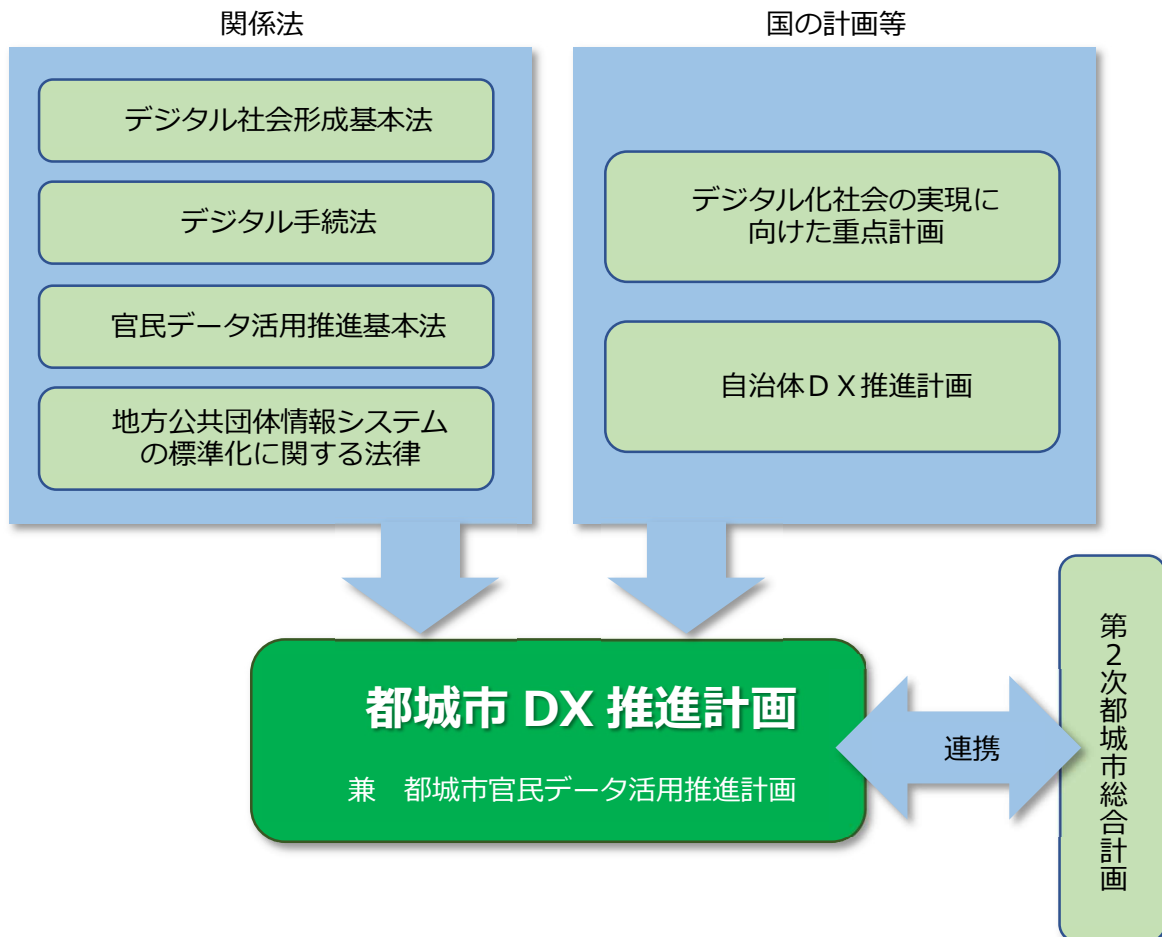 関係法
デジタル社会形成基本法
デジタル手続法
官民データ活用推進基本法
地方公共団体情報システム
の標準化に関する法律
国の計画等
デジタル化社会の実現に
向けた重点計画
自治体ＤＸ推進計画
都城市 DX 推進計画
兼　都城市官民データ活用推進計画
連携
第２次都城市総合計画